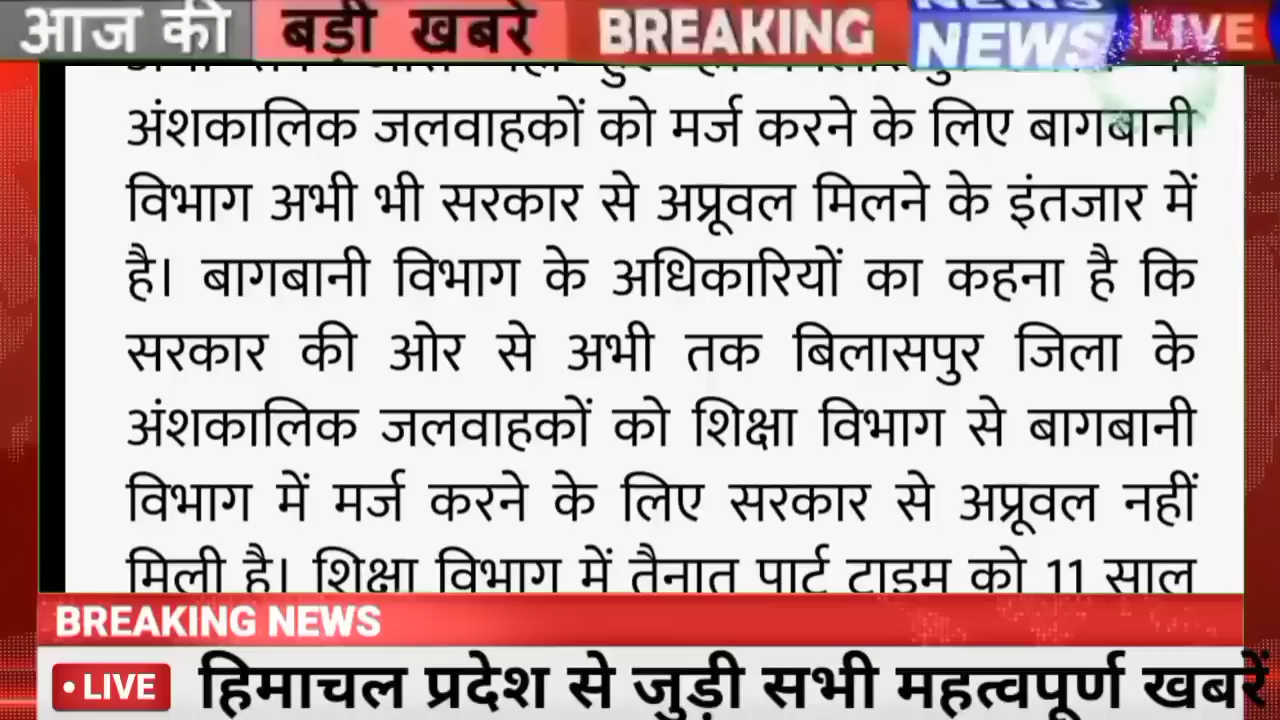 आज की बड़ी खबरे BREAKING NEWS LIVE
अंशकालिक जलवाहकों को मर्ज करने के लिए बागबानी
विभाग अभी भी सरकार से अप्रूवल मिलने के इंतजार में
है। बागबानी विभाग के अधिकारियों का कहना है कि
सरकार की ओर से अभी तक बिलासपुर जिला के
अंशकालिक जलवाहकों को शिक्षा विभाग से बागबानी
विभाग में मर्ज करने के लिए सरकार से अप्रूवल नहीं
मिली है। शिक्षा विभाग में तैनात पार्ट टाइम को 11 साल
BREAKING NEWS
• LIVE हिमाचल प्रदेश से जुड़ी सभी महत्वपूर्ण खबरें